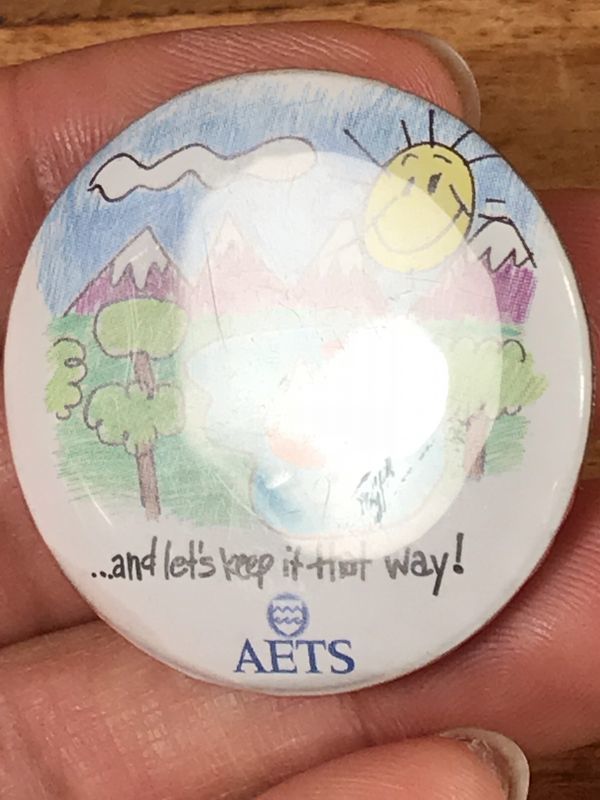 ...and let's keep it that way!
AETS